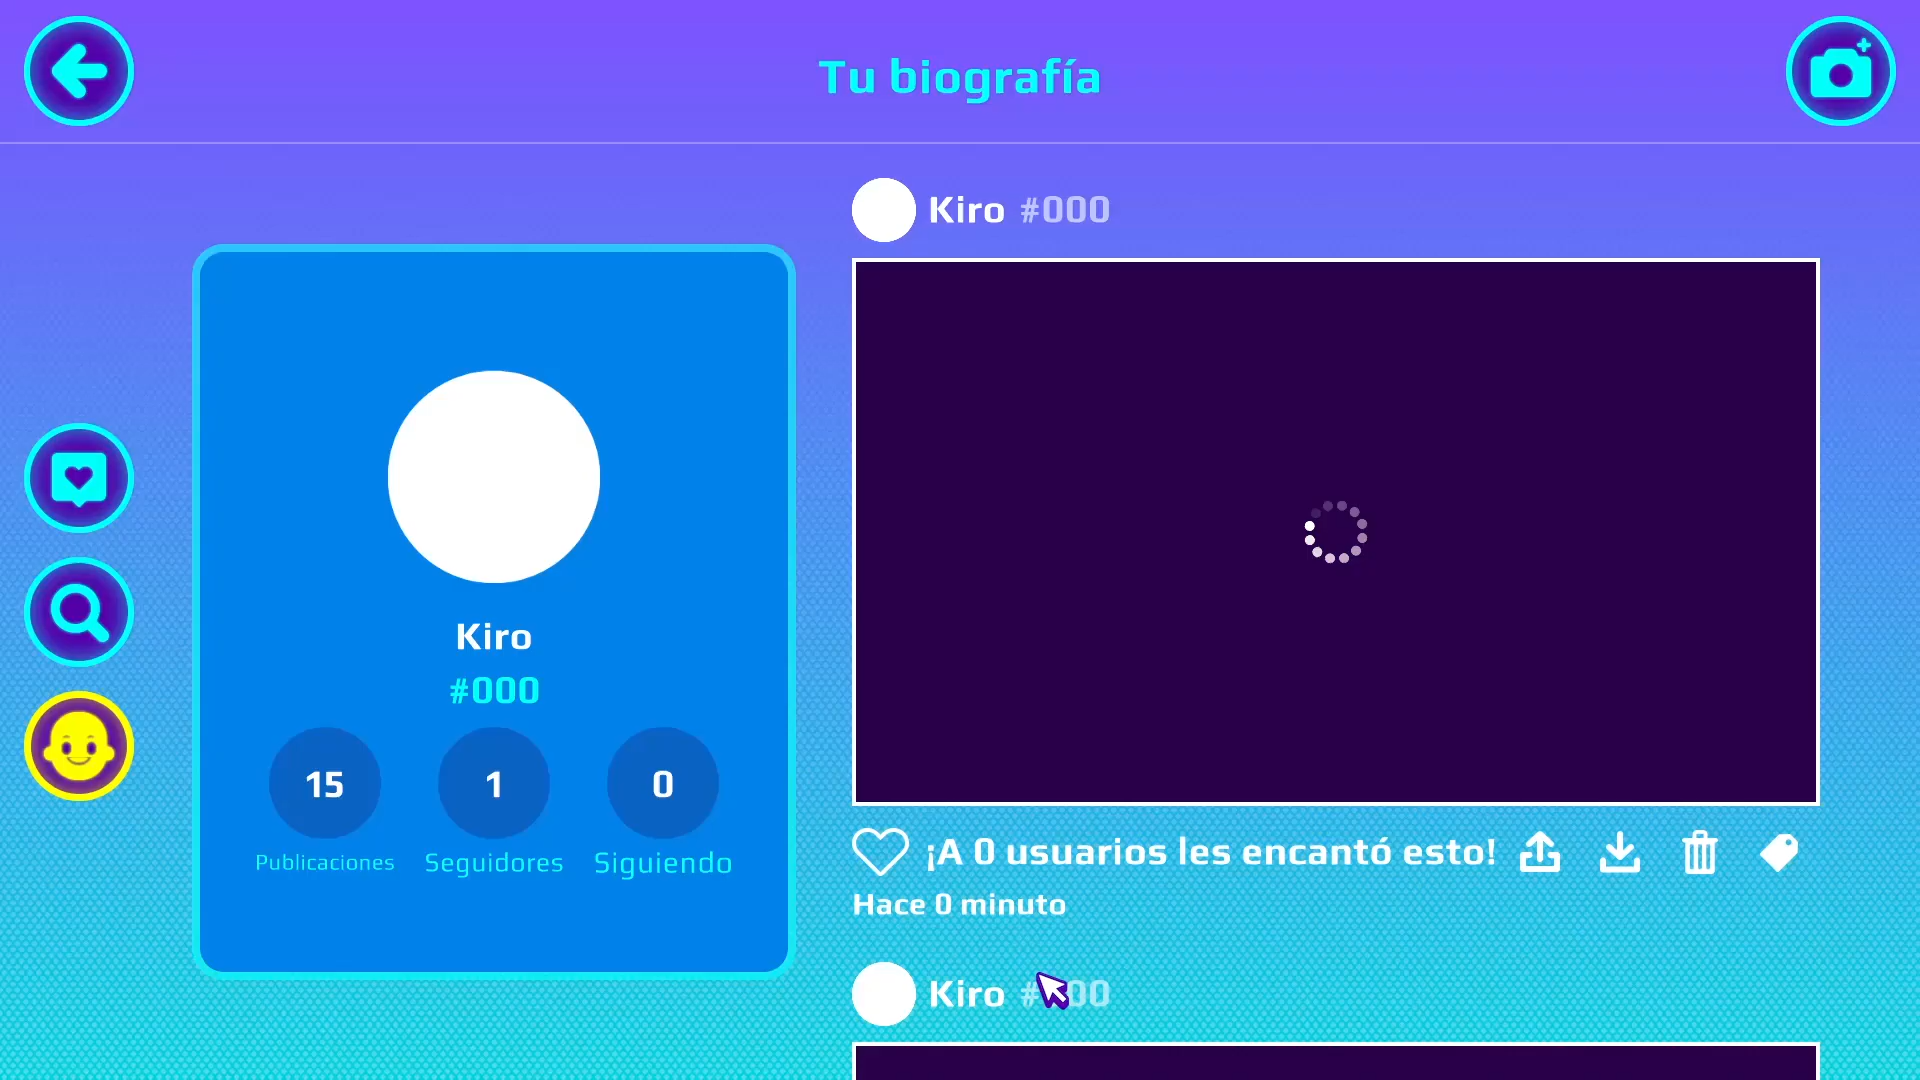 Tu biografía
Kiro #000
Kiro
#000
15
1
0
Publicaciones
Seguidores
Siguiendo
¡A 0 usuarios les encantó esto!
Hace 0 minuto
Kiro